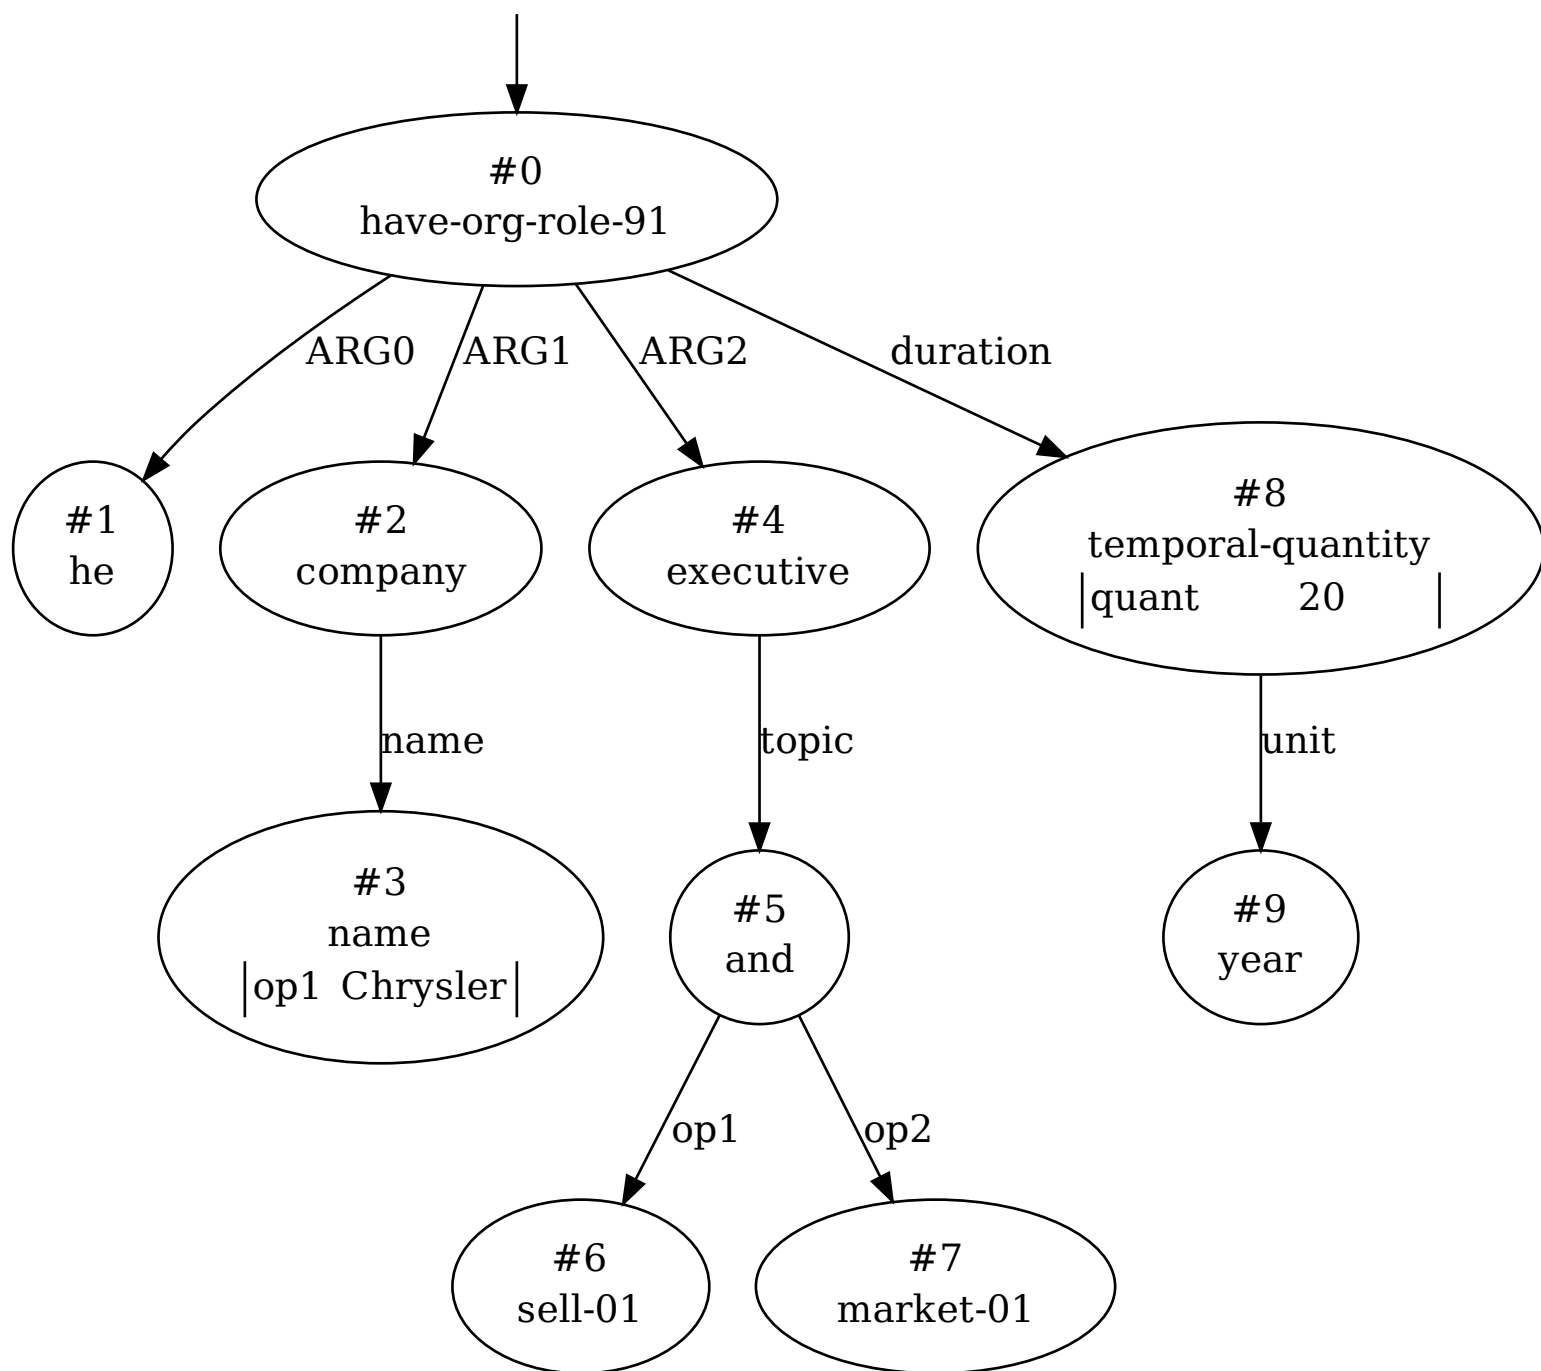 #0
have-org-role-91
ARG0
ARG1
ARG2
duration
#1
he
#2
company
#4
executive
#8
temporal-quantity
quant 20
name
topic
unit
#3
name
op1 Chrysler
#5
and
#9
year
op1
op2
#6
sell-01
#7
market-01